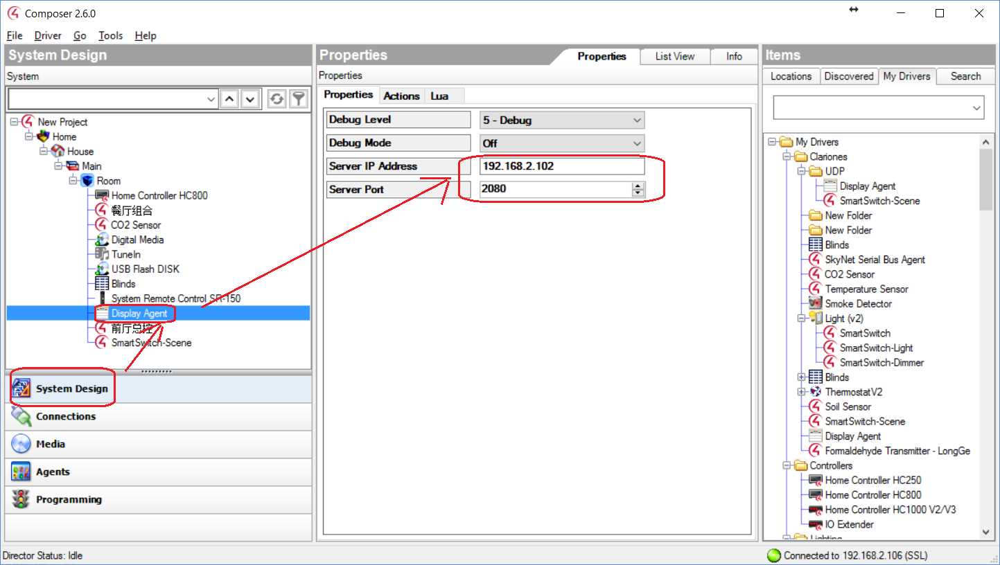 Composer 2.6.0
File Driver Go Tools Help
System Design
System
New Project
Home
House
Main
Room
Home Controller HC800
餐厅组合
CO2 Sensor
Digital Media
TuneIn
USB Flash DISK
Blinds
System Remote Control SR-150
Display Agent
前厅总控
SmartSwitch-Scene
System Design
Connections
Media
Agents
Programming
Properties
Properties List View Info
Properties
Properties Actions Lua
Debug Level 5 - Debug
Debug Mode Off
Server IP Address 192.168.2.102
Server Port 2080
Items
Locations Discovered My Drivers Search
My Drivers
Clariones
UDP
Display Agent
SmartSwitch-Scene
New Folder
New Folder
Blinds
SkyNet Serial Bus Agent
CO2 Sensor
Temperature Sensor
Smoke Detector
Light (v2)
SmartSwitch
SmartSwitch-Light
SmartSwitch-Dimmer
Blinds
ThermostatV2
Soil Sensor
SmartSwitch-Scene
Display Agent
Formaldehyde Transmitter - LongGe
Controllers
Home Controller HC250
Home Controller HC800
Home Controller HC1000 V2/V3
IO Extender
Lighting
Director Status: Idle
Connected to 192.168.2.106 (SSL)